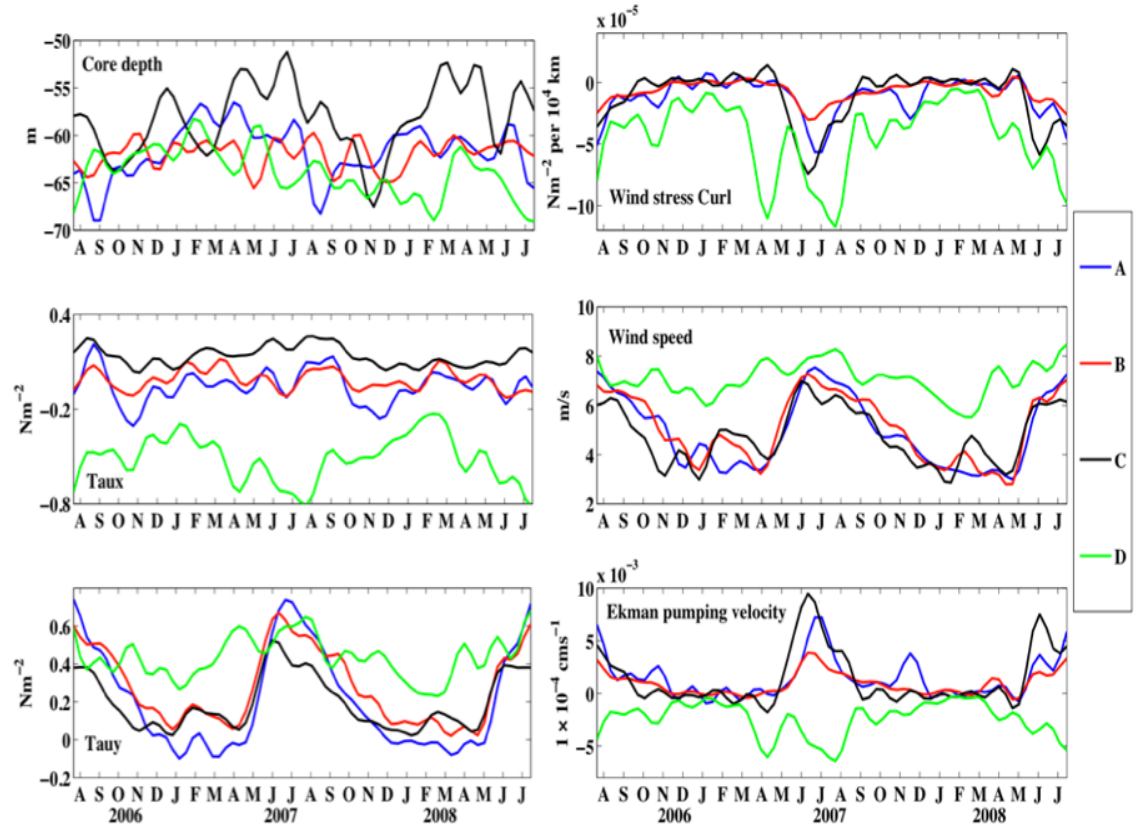 Core depth
m
−50
−55
−60
−65
−70
A S O N D J F M A M J J A S O N D J F M A M J J
x 10⁻⁵
Wind stress Curl
Nm⁻² per 10⁴ km
0
−5
−10
A S O N D J F M A M J J A S O N D J F M A M J J
Taux
Nm⁻²
0.4
−0.2
−0.8
A S O N D J F M A M J J A S O N D J F M A M J J
Wind speed
m/s
10
8
6
4
2
A S O N D J F M A M J J A S O N D J F M A M J J
Tauy
Nm⁻²
0.6
0.4
0.2
0
−0.2
A S O N D J F M A M J J A S O N D J F M A M J J
2006 2007 2008
x 10⁻³
Ekman pumping velocity
1 × 10⁻⁴ cms⁻¹
10
5
0
−5
A S O N D J F M A M J J A S O N D J F M A M J J
2006 2007 2008
A
B
C
D